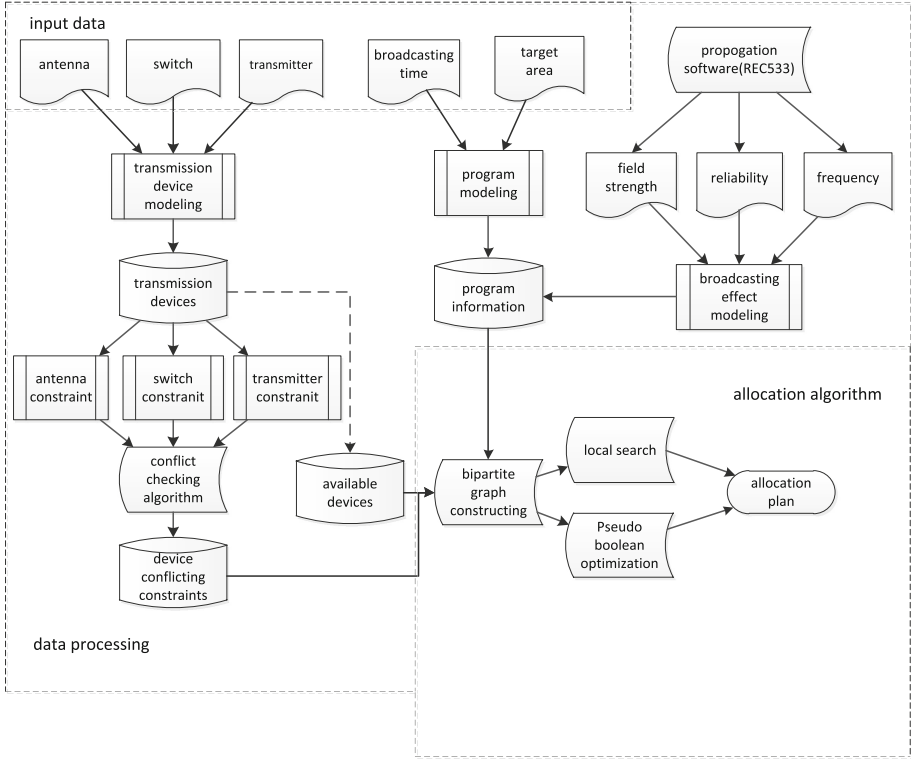 input data
antenna
switch
transmitter
broadcasting
time
target
area
propogation
software(REC533)
transmission
device
modeling
program
modeling
field
strength
reliability
frequency
transmission
devices
program
information
broadcasting
effect
modeling
antenna
constraint
switch
constranit
transmitter
constranit
allocation algorithm
conflict
checking
algorithm
available
devices
bipartite
graph
constructing
local search
allocation
plan
Pseudo
boolean
optimization
device
conflicting
constraints
data processing